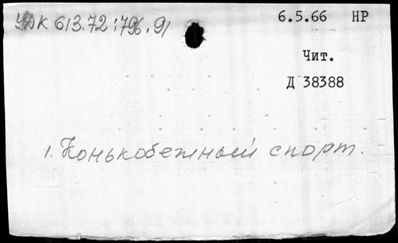 УДК 613.72:796.91
6.5.66 НР
Чит.
Д 38388
1. Конькобежный спорт.